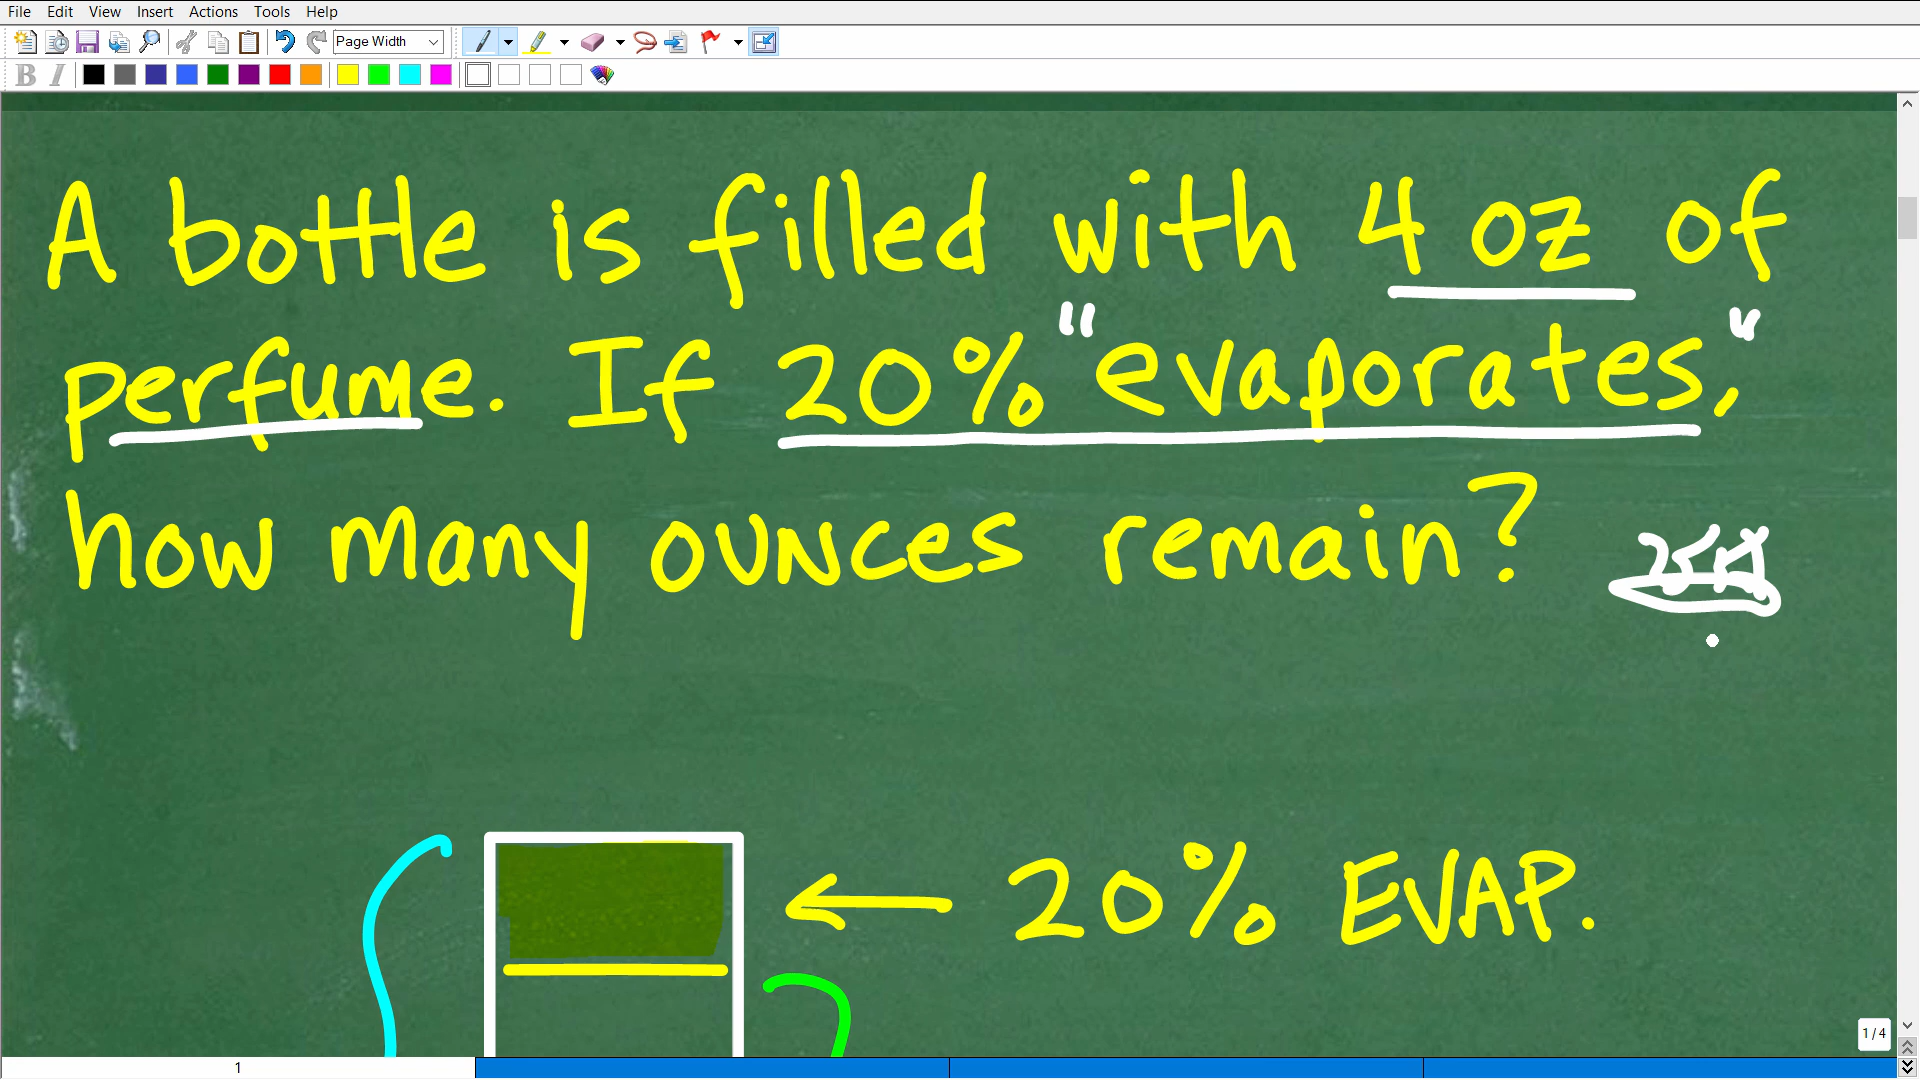 File Edit View Insert Actions Tools Help
Page Width
B I
A bottle is filled with 4 oz of
perfume. If 20% "evaporates,"
how many ounces remain?
← 20% EVAP.
1 / 4
1